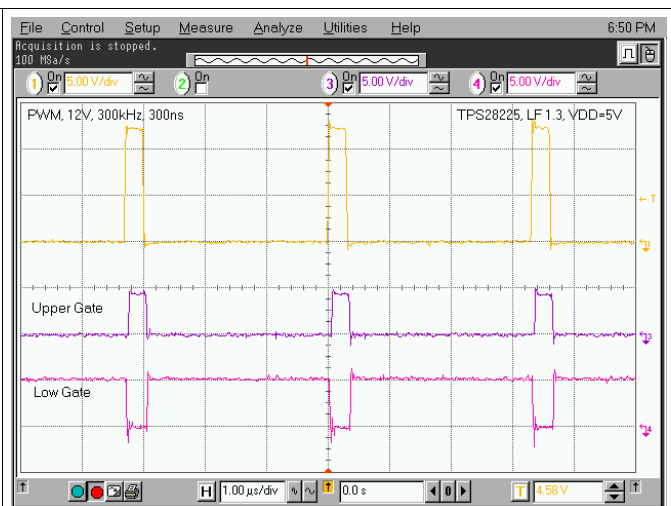 File Control Setup Measure Analyze Utilities Help 6:50 PM
Acquisition is stopped.
100 MSa/s
1 On 5.00 V/div 2 On 3 On 5.00 V/div 4 On 5.00 V/div
PWM, 12V, 300kHz, 300ns TPS28225, LF 1.3, VDD=5V
T
1
Upper Gate
3
Low Gate
4
H 1.00 µs/div T 0.0 s 0 T 4.58 V